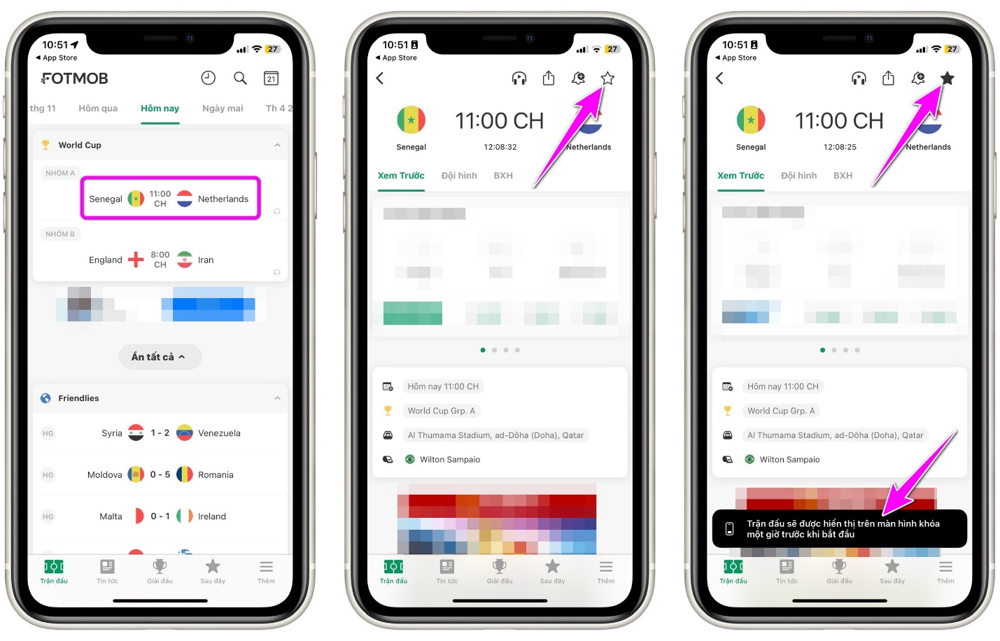 10:51
27
App Store
FOTMOB
21
thg 11
Hôm qua
Hôm nay
Ngày mai
Th 4 2
World Cup
NHÓM A
Senegal
11:00
CH
Netherlands
NHÓM B
England
8:00
CH
Iran
Ẩn tất cả
Friendlies
HG
Syria
1 - 2
Venezuela
HG
Moldova
0 - 5
Romania
HG
Malta
0 - 1
Ireland
Trận đấu
Tin tức
Giải đấu
Sau đây
Thêm
10:51
27
App Store
11:00 CH
Senegal
12:08:32
Netherlands
Xem Trước
Đội hình
BXH
Hôm nay 11:00 CH
World Cup Grp. A
Al Thumama Stadium, ad-Dōha (Doha), Qatar
Wilton Sampaio
Trận đấu
Tin tức
Giải đấu
Sau đây
Thêm
10:51
27
App Store
11:00 CH
Senegal
12:08:25
Netherlands
Xem Trước
Đội hình
BXH
Hôm nay 11:00 CH
World Cup Grp. A
Al Thumama Stadium, ad-Dōha (Doha), Qatar
Wilton Sampaio
Trận đấu sẽ được hiển thị trên màn hình khóa
một giờ trước khi bắt đầu
Trận đấu
Tin tức
Giải đấu
Sau đây
Thêm